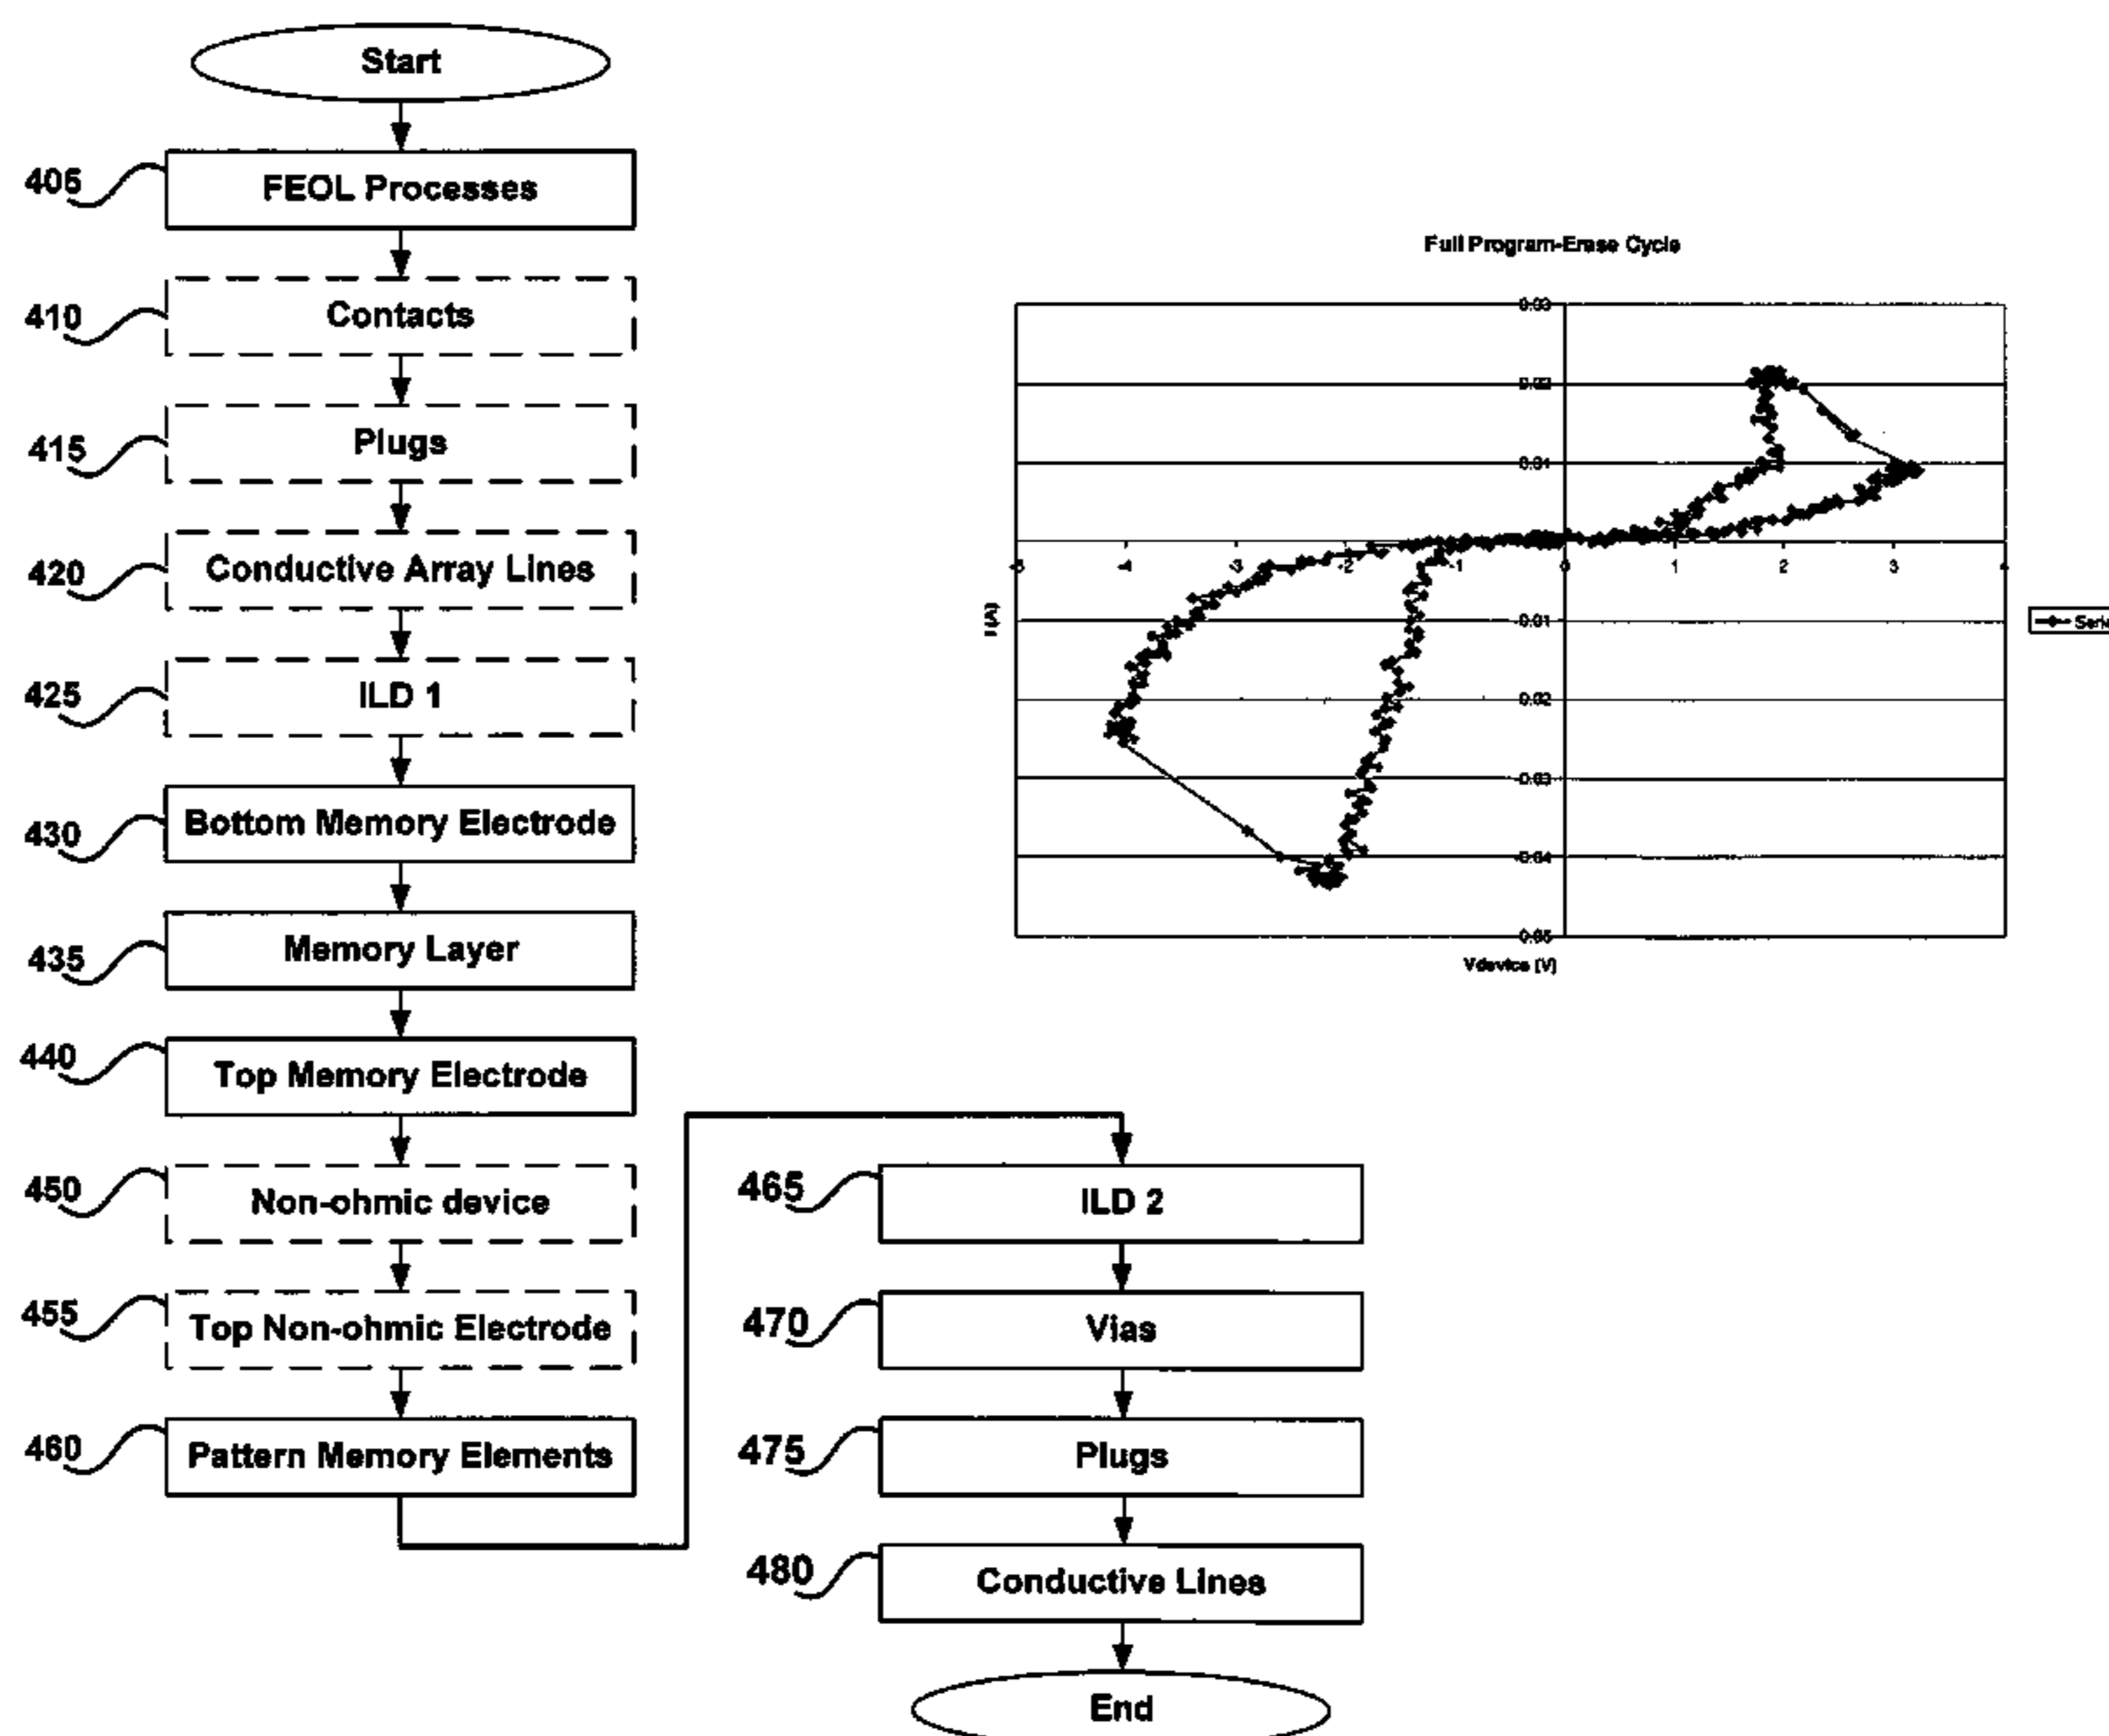 Start
405
FEOL Processes
410
Contacts
415
Plugs
420
Conductive Array Lines
425
ILD 1
430
Bottom Memory Electrode
435
Memory Layer
440
Top Memory Electrode
450
Non-ohmic device
455
Top Non-ohmic Electrode
460
Pattern Memory Elements
465
ILD 2
470
Vias
475
Plugs
480
Conductive Lines
End
Full Program-Erase Cycle
0.03
0.02
0.01
-5 -4 -3 -2 -1 0 1 2 3 4
-0.01
-0.02
-0.03
-0.04
-0.05
I (A)
Vdevice [V]